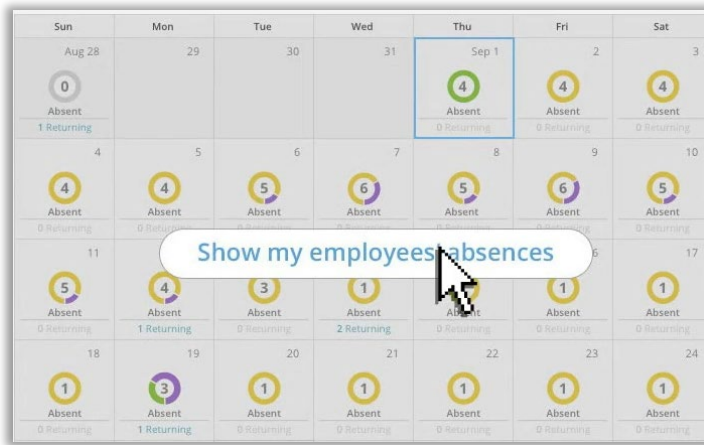 Sun Mon Tue Wed Thu Fri Sat
Aug 28 29 30 31 Sep 1 2 3
0 4 4 4
Absent Absent Absent Absent
1 Returning 0 Returning 0 Returning 0 Returning
4 5 6 7 8 9 10
4 4 5 6 5 6 5
Absent Absent Absent Absent Absent Absent Absent
0 Returning 0 Returning 0 Returning
Show my employees' absences
11 17
5 4 3 1 1 1
Absent Absent Absent Absent Absent Absent
0 Returning 1 Returning 0 Returning 2 Returning 0 Returning 0 Returning 0 Returning
18 19 20 21 22 23 24
1 3 1 1 1 1 1
Absent Absent Absent Absent Absent Absent Absent
0 Returning 1 Returning 0 Returning 0 Returning 0 Returning 0 Returning 0 Returning